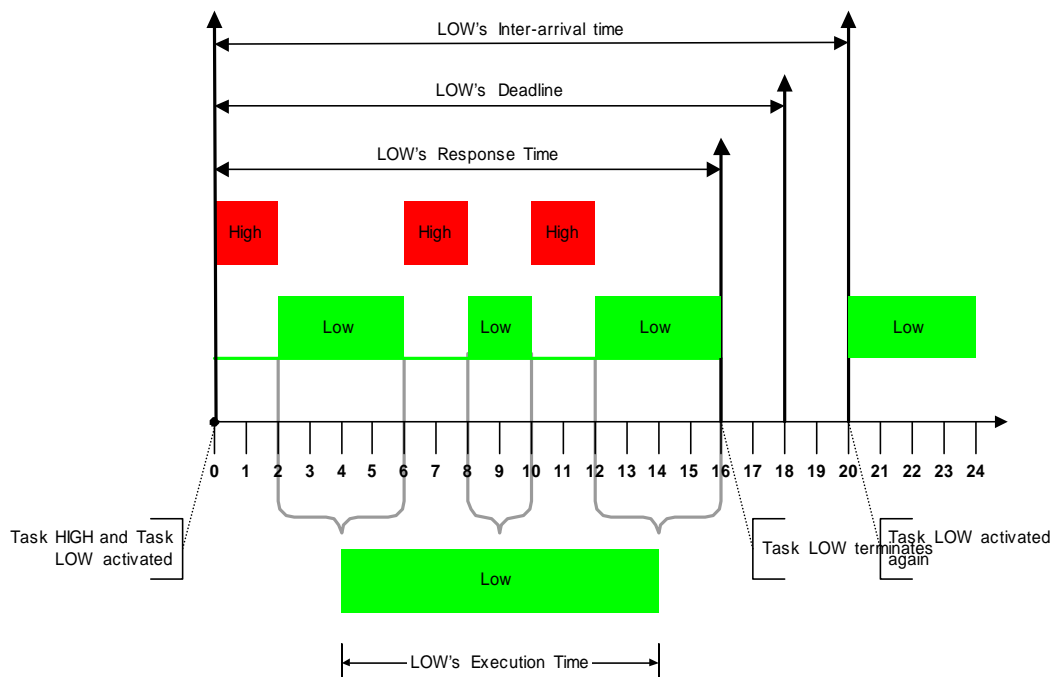 LOW's Inter-arrival time
LOW's Deadline
LOW's Response Time
High High High
Low Low Low Low
0 1 2 3 4 5 6 7 8 9 10 11 12 13 14 15 16 17 18 19 20 21 22 23 24
Task HIGH and Task
LOW activated
Task LOW terminates
Task LOW activated
again
Low
LOW's Execution Time